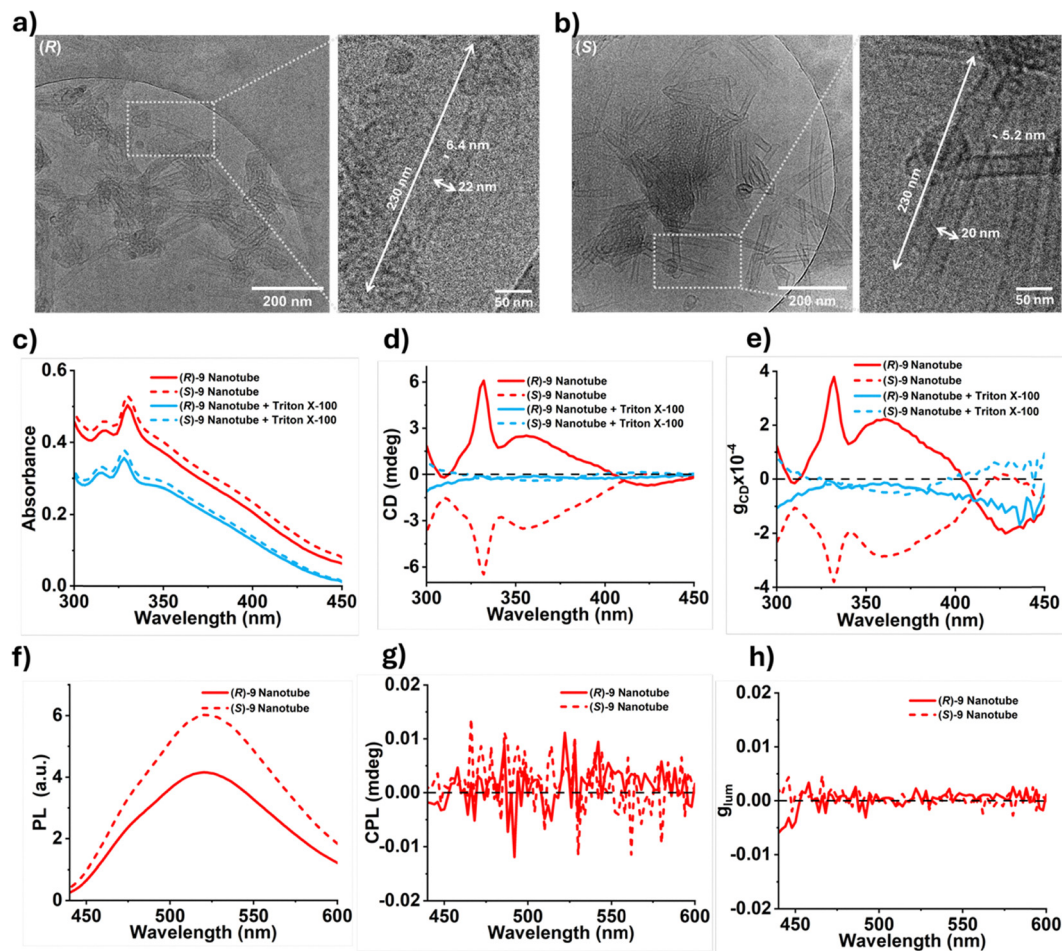 a)
(R)
230 nm
6.4 nm
22 nm
200 nm
50 nm
b)
(S)
230 nm
5.2 nm
20 nm
200 nm
50 nm
c)
Absorbance
0.6
0.4
0.2
0.0
(R)-9 Nanotube
(S)-9 Nanotube
(R)-9 Nanotube + Triton X-100
(S)-9 Nanotube + Triton X-100
300 350 400 450
Wavelength (nm)
d)
CD (mdeg)
6
3
0
-3
-6
(R)-9 Nanotube
(S)-9 Nanotube
(R)-9 Nanotube + Triton X-100
(S)-9 Nanotube + Triton X-100
300 350 400 450
Wavelength (nm)
e)
gCDx10-4
4
2
0
-2
-4
(R)-9 Nanotube
(S)-9 Nanotube
(R)-9 Nanotube + Triton X-100
(S)-9 Nanotube + Triton X-100
300 350 400 450
Wavelength (nm)
f)
PL (a.u.)
6
4
2
0
(R)-9 Nanotube
(S)-9 Nanotube
450 500 550 600
Wavelength (nm)
g)
CPL (mdeg)
0.02
0.01
0.00
-0.01
-0.02
(R)-9 Nanotube
(S)-9 Nanotube
450 500 550 600
Wavelength (nm)
h)
glum
0.02
0.01
0.00
-0.01
-0.02
(R)-9 Nanotube
(S)-9 Nanotube
450 500 550 600
Wavelength (nm)